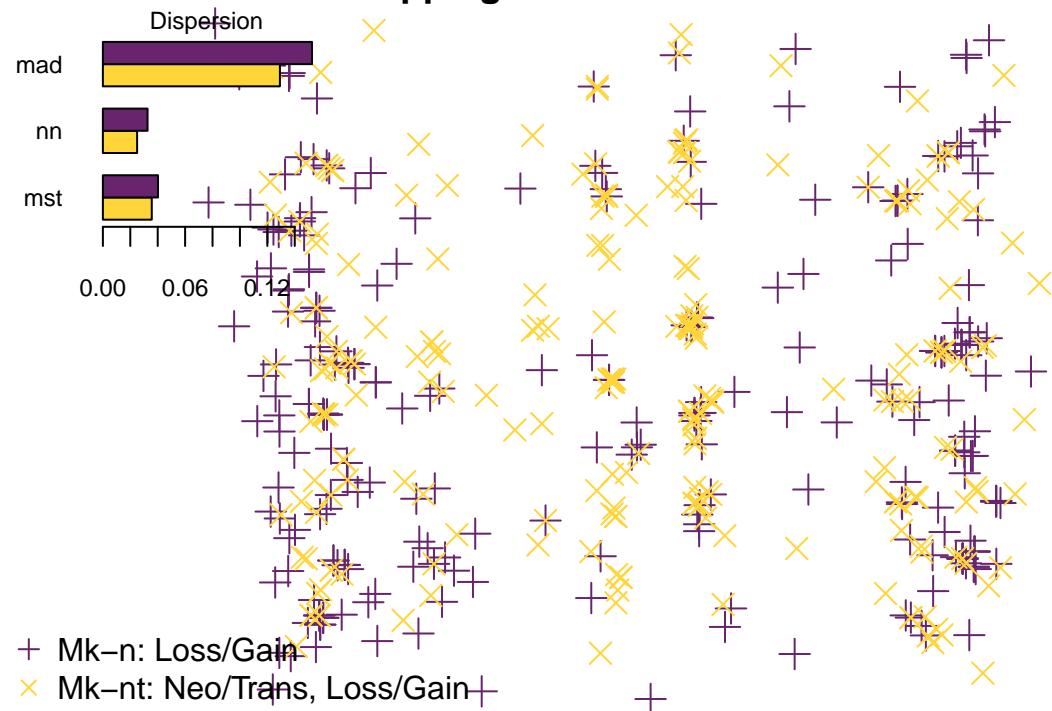 pping
Dispersion
mad
nn
mst
0.00 0.06 0.12
Mk−n: Loss/Gain
Mk−nt: Neo/Trans, Loss/Gain